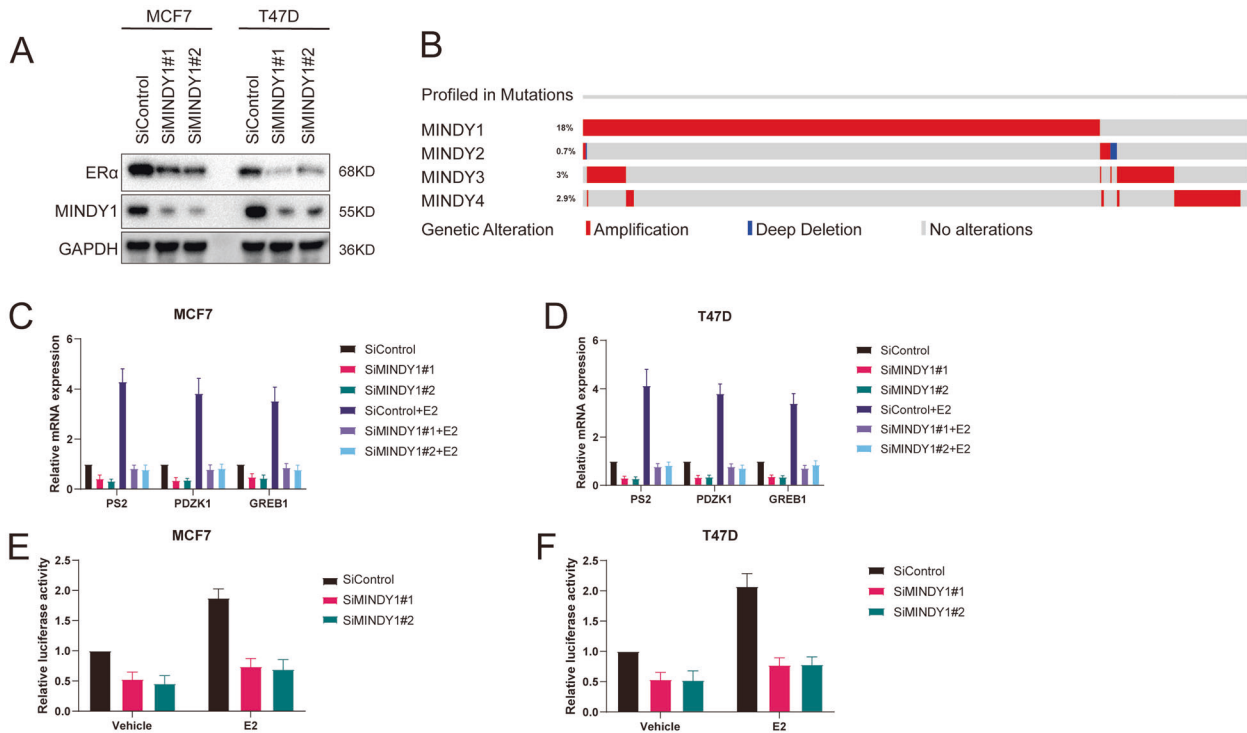 A
MCF7 T47D
SiControl SiMINDY1#1 SiMINDY1#2 SiControl SiMINDY1#1 SiMINDY1#2
ERα 68KD
MINDY1 55KD
GAPDH 36KD
B
Profiled in Mutations
MINDY1 18%
MINDY2 0.7%
MINDY3 3%
MINDY4 2.9%
Genetic Alteration Amplification Deep Deletion No alterations
C
MCF7
Relative mRNA expression
6
4
2
0
PS2 PDZK1 GREB1
SiControl
SiMINDY1#1
SiMINDY1#2
SiControl+E2
SiMINDY1#1+E2
SiMINDY1#2+E2
D
T47D
Relative mRNA expression
6
4
2
0
PS2 PDZK1 GREB1
SiControl
SiMINDY1#1
SiMINDY1#2
SiControl+E2
SiMINDY1#1+E2
SiMINDY1#2+E2
E
MCF7
Relative luciferase activity
2.5
2.0
1.5
1.0
0.5
0.0
Vehicle E2
SiControl
SiMINDY1#1
SiMINDY1#2
F
T47D
Relative luciferase activity
2.5
2.0
1.5
1.0
0.5
0.0
Vehicle E2
SiControl
SiMINDY1#1
SiMINDY1#2